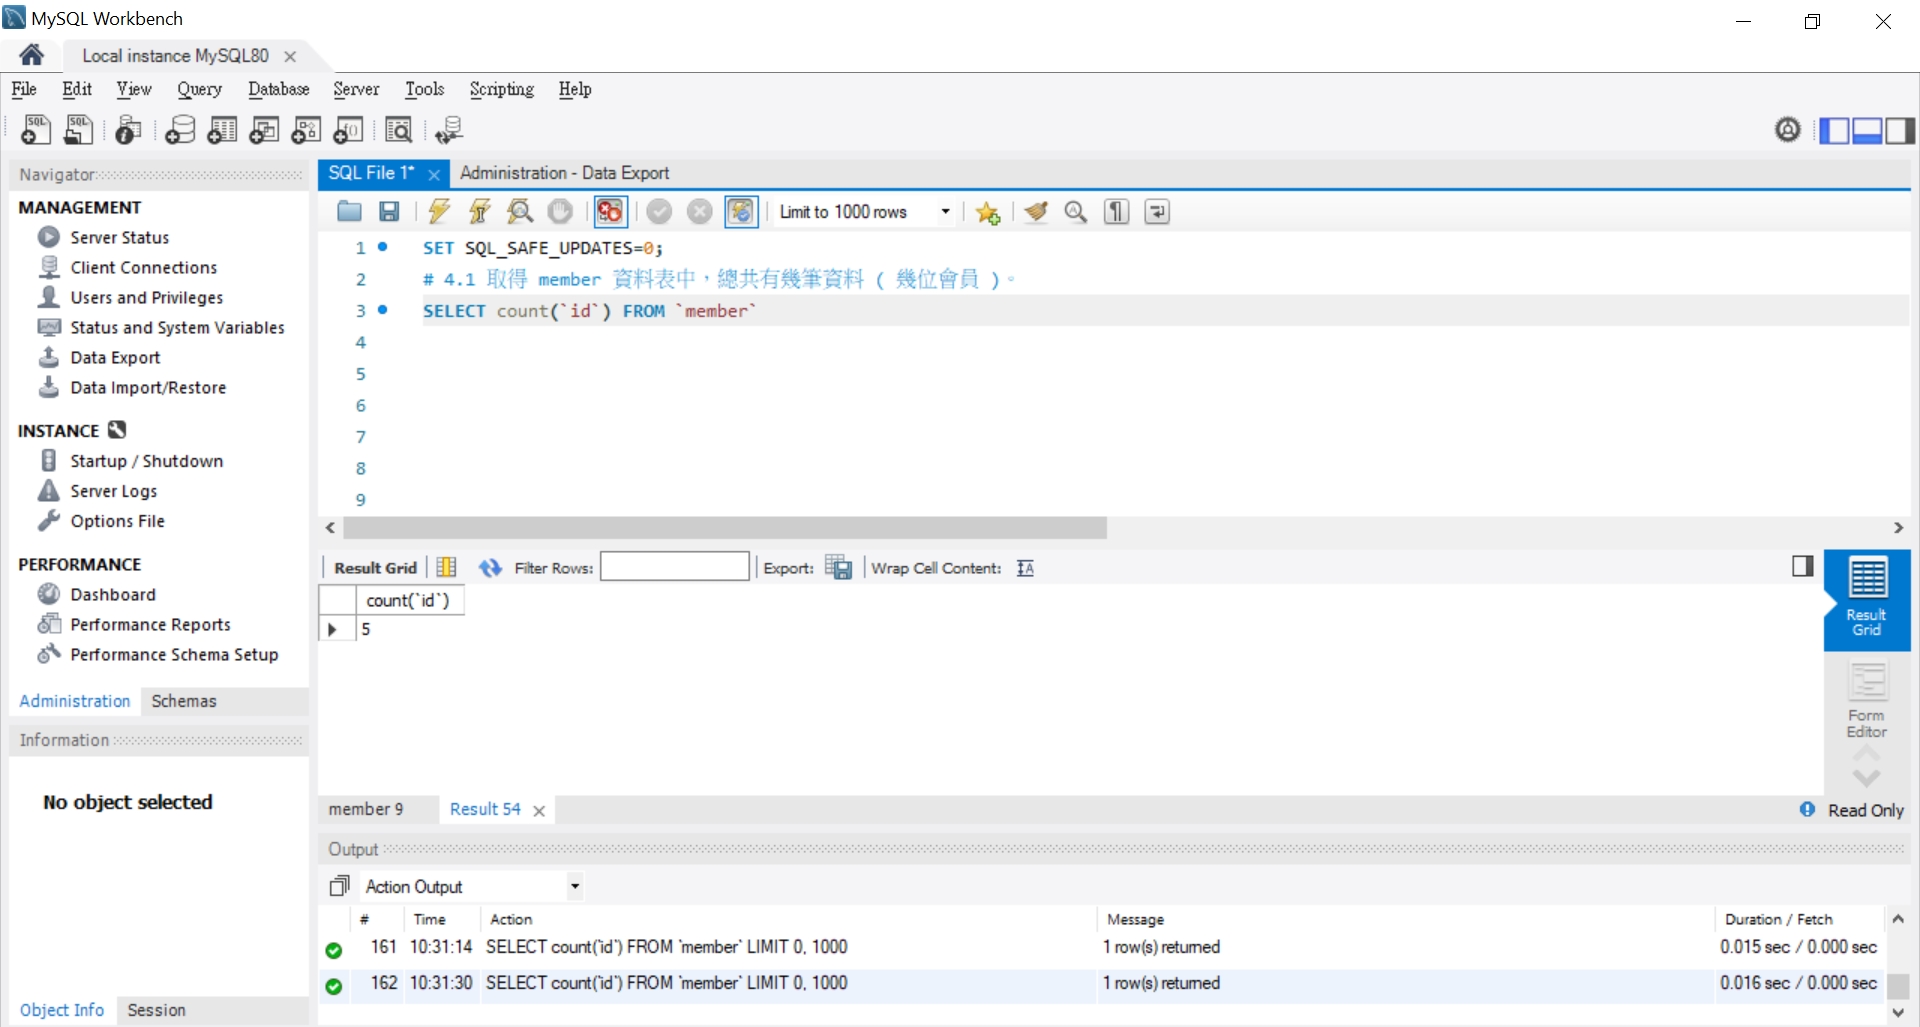 MySQL Workbench
Local instance MySQL80
File Edit View Query Database Server Tools Scripting Help
Navigator
MANAGEMENT
Server Status
Client Connections
Users and Privileges
Status and System Variables
Data Export
Data Import/Restore
INSTANCE
Startup / Shutdown
Server Logs
Options File
PERFORMANCE
Dashboard
Performance Reports
Performance Schema Setup
Administration Schemas
Information
No object selected
Object Info Session
SQL File 1* Administration - Data Export
Limit to 1000 rows
1 SET SQL_SAFE_UPDATES=0;
2 # 4.1 取得 member 資料表中，總共有幾筆資料 ( 幾位會員 )。
3 SELECT count(`id`) FROM `member`
4
5
6
7
8
9
Result Grid Filter Rows: Export: Wrap Cell Content:
count(`id`)
5
Result Grid
Form Editor
member 9 Result 54 Read Only
Output
Action Output
# Time Action Message Duration / Fetch
161 10:31:14 SELECT count(`id`) FROM `member` LIMIT 0, 1000 1 row(s) returned 0.015 sec / 0.000 sec
162 10:31:30 SELECT count(`id`) FROM `member` LIMIT 0, 1000 1 row(s) returned 0.016 sec / 0.000 sec